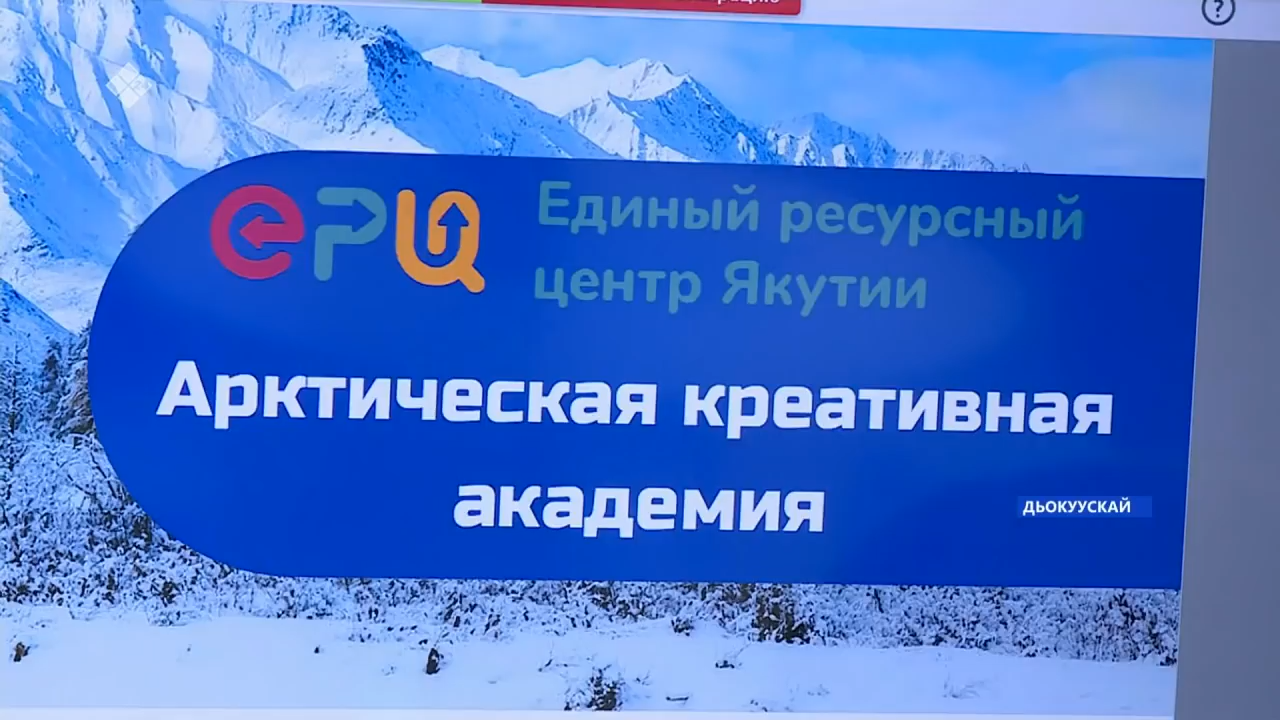 ерц
Единый ресурсный
центр Якутии
Арктическая креативная
академия
ДЬОКУУСКАЙ